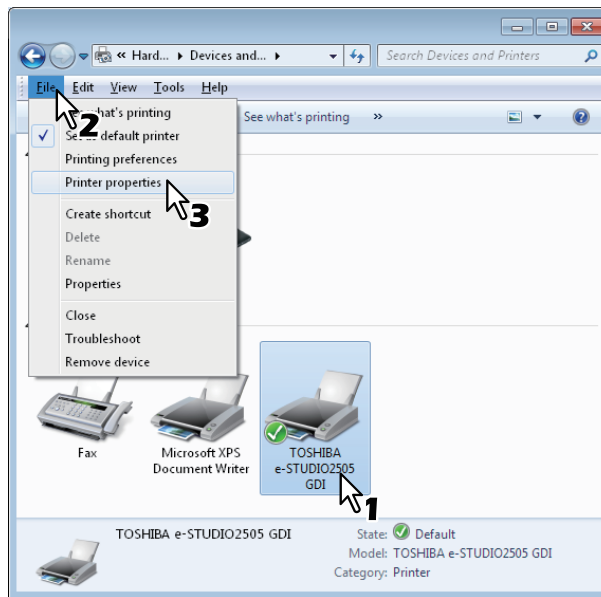 Hard... Devices and... Search Devices and Printers
File Edit View Tools Help
what's printing See what's printing »
2
Set as default printer
Printing preferences
Printer properties
3
Create shortcut
Delete
Rename
Properties
Close
Troubleshoot
Remove device
Fax
Microsoft XPS
Document Writer
TOSHIBA
e-STUDIO2505
GDI
1
TOSHIBA e-STUDIO2505 GDI State: Default
Model: TOSHIBA e-STUDIO2505 GDI
Category: Printer